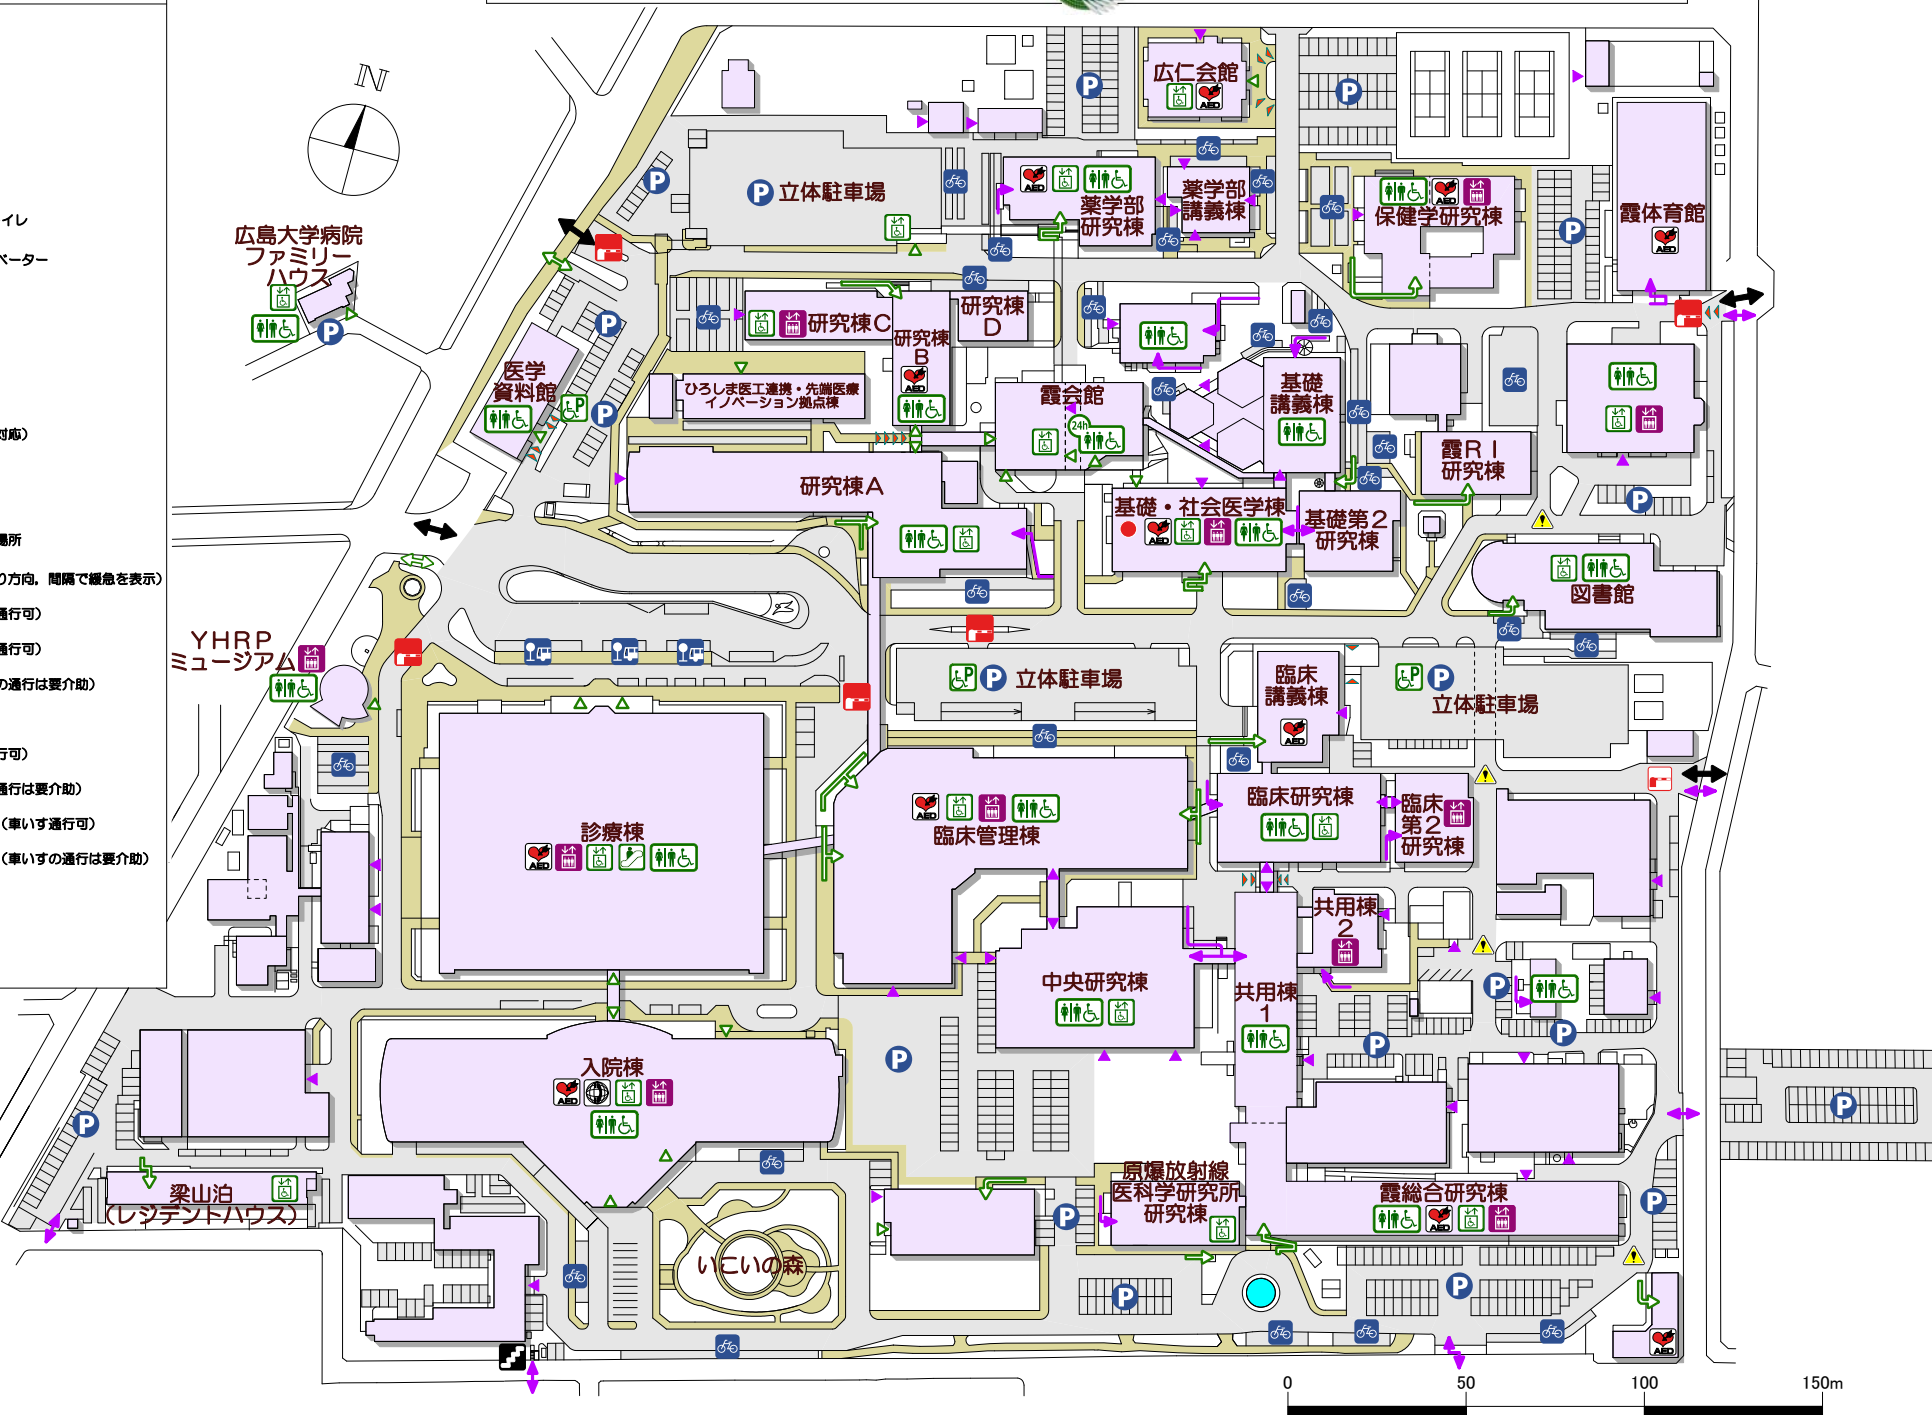 N
イレ
ベーター
対応）
場所
り方向，間隔で緩急を表示）
通行可）
通行可）
の通行は要介助）
行可）
通行は要介助）
（車いす通行可）
（車いすの通行は要介助）
広島大学病院
ファミリー
ハウス
広仁会館
AED
P
P
P
P
立体駐車場
AED
薬学部
研究棟
薬学部
講義棟
AED
保健学研究棟
P
霞体育館
AED
P
P
医学
資料館
P
P
研究棟C
研究棟
B
AED
研究棟
D
ひろしま医工連携・先端医療
イノベーション拠点棟
霞会館
24h
基礎
講義棟
霞RI
研究棟
P
研究棟A
基礎・社会医学棟
AED
基礎第2
研究棟
図書館
YHRP
ミュージアム
P
P
立体駐車場
臨床
講義棟
AED
P
P
立体駐車場
診療棟
AED
AED
臨床管理棟
臨床研究棟
臨床
第2
研究棟
共用棟
2
中央研究棟
共用棟
1
P
P
P
P
入院棟
AED
P
P
梁山泊
（レジデントハウス）
いこいの森
原爆放射線
医科学研究所
研究棟
P
霞総合研究棟
AED
P
P
P
AED
0
50
100
150m